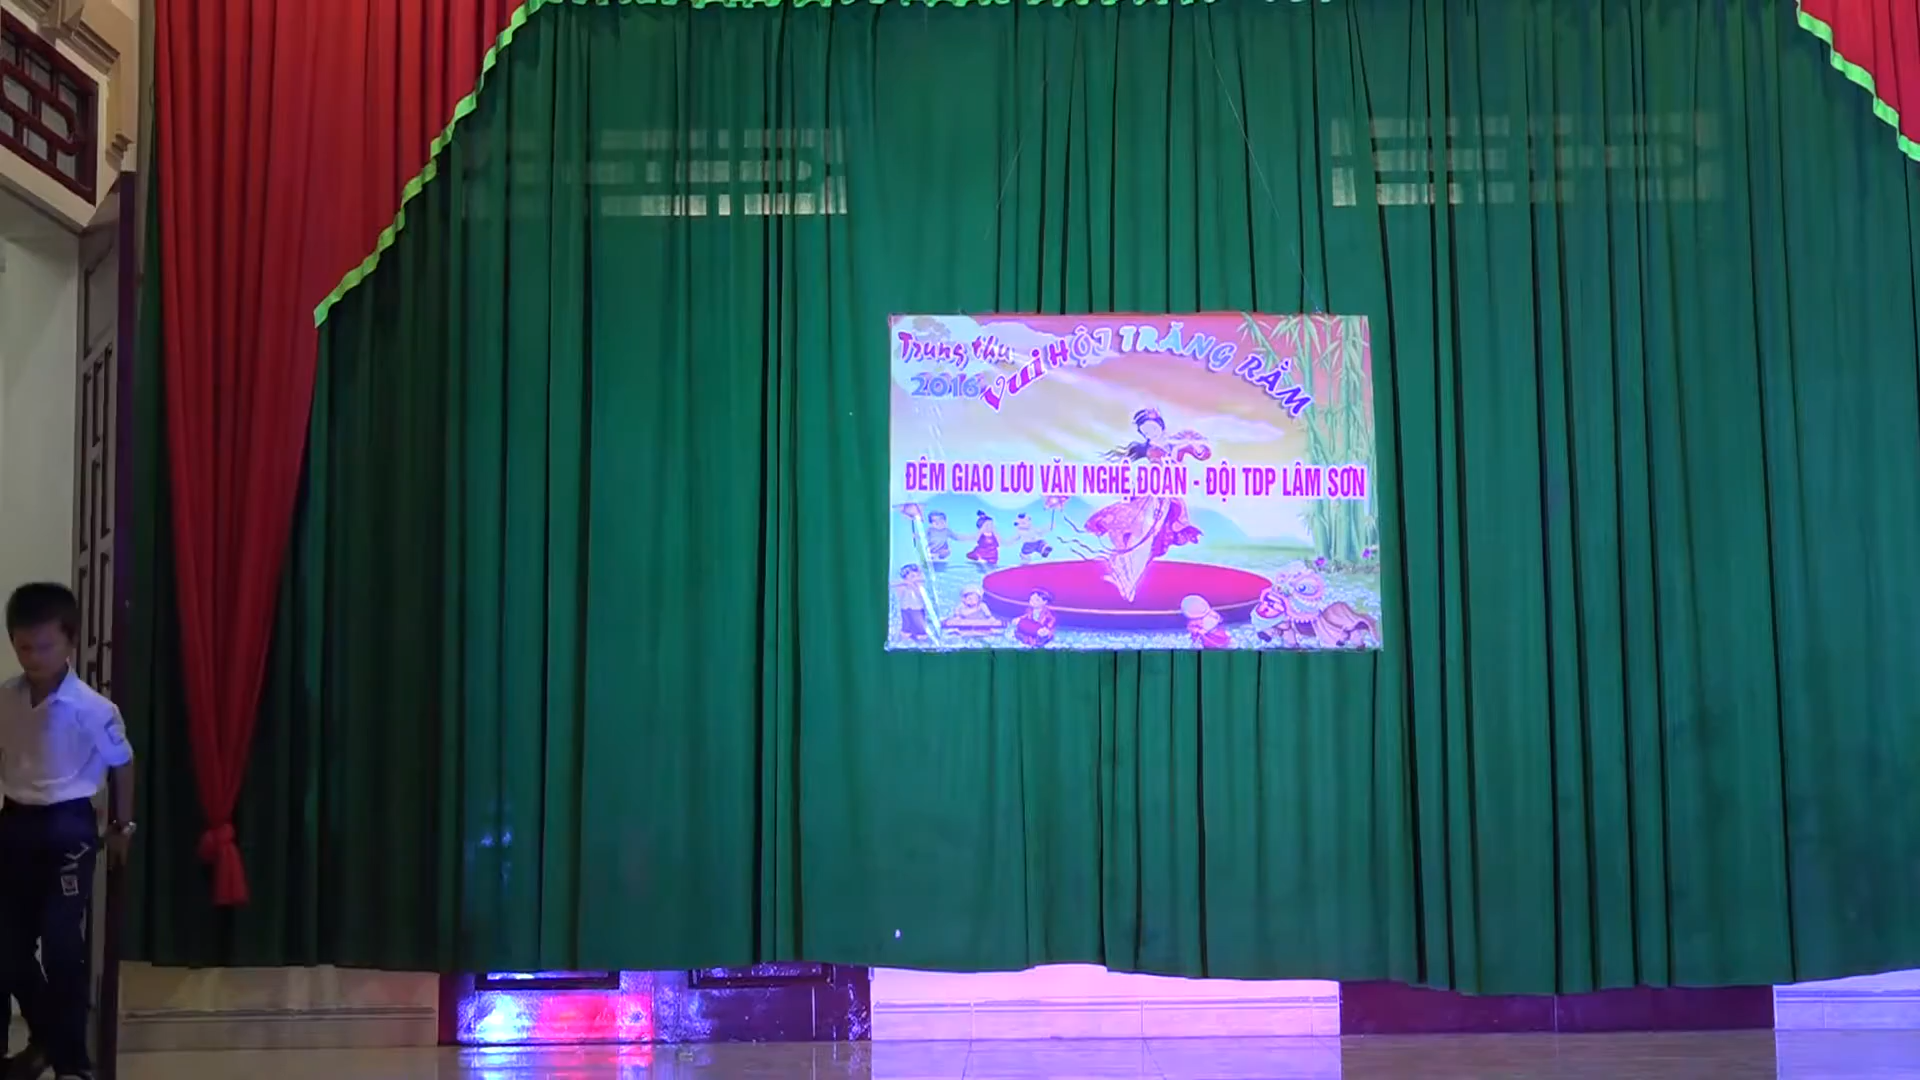 Trung thu
2016
VUI HỘI TRĂNG RẰM
ĐÊM GIAO LƯU VĂN NGHỆ ĐOÀN - ĐỘI TDP LÂM SƠN